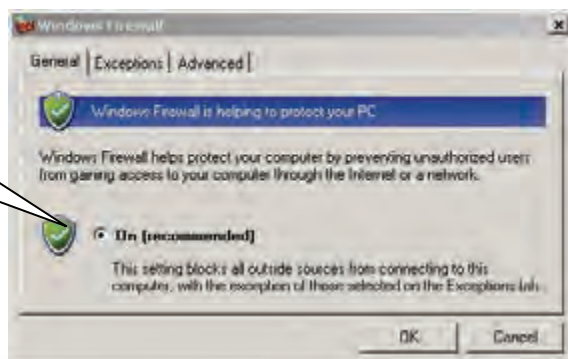 Windows Firewall
General Exceptions Advanced
Windows Firewall is helping to protect your PC
Windows Firewall helps protect your computer by preventing unauthorized users
from gaining access to your computer through the Internet or a network.
On (recommended)
This setting blocks all outside sources from connecting to this
computer, with the exception of those selected on the Exceptions tab.
OK Cancel